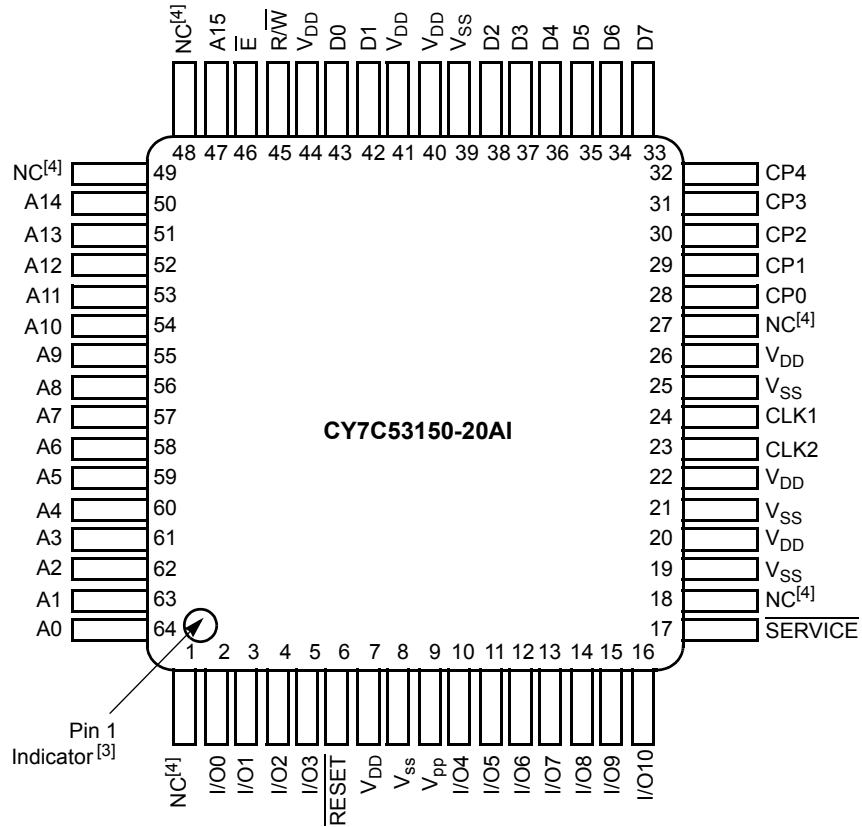 NC[4] A15 E R/W VDD D0 D1 VDD VDD VSS D2 D3 D4 D5 D6 D7
48 47 46 45 44 43 42 41 40 39 38 37 36 35 34 33
NC[4] 49 32 CP4
A14 50 31 CP3
A13 51 30 CP2
A12 52 29 CP1
A11 53 28 CP0
A10 54 27 NC[4]
A9 55 26 VDD
A8 56 25 VSS
A7 57 24 CLK1
CY7C53150-20AI
A6 58 23 CLK2
A5 59 22 VDD
A4 60 21 VSS
A3 61 20 VDD
A2 62 19 VSS
A1 63 18 NC[4]
A0 64 17 SERVICE
1 2 3 4 5 6 7 8 9 10 11 12 13 14 15 16
Pin 1
Indicator [3]
NC[4] I/O0 I/O1 I/O2 I/O3 RESET VDD Vss Vpp I/O4 I/O5 I/O6 I/O7 I/O8 I/O9 I/O10